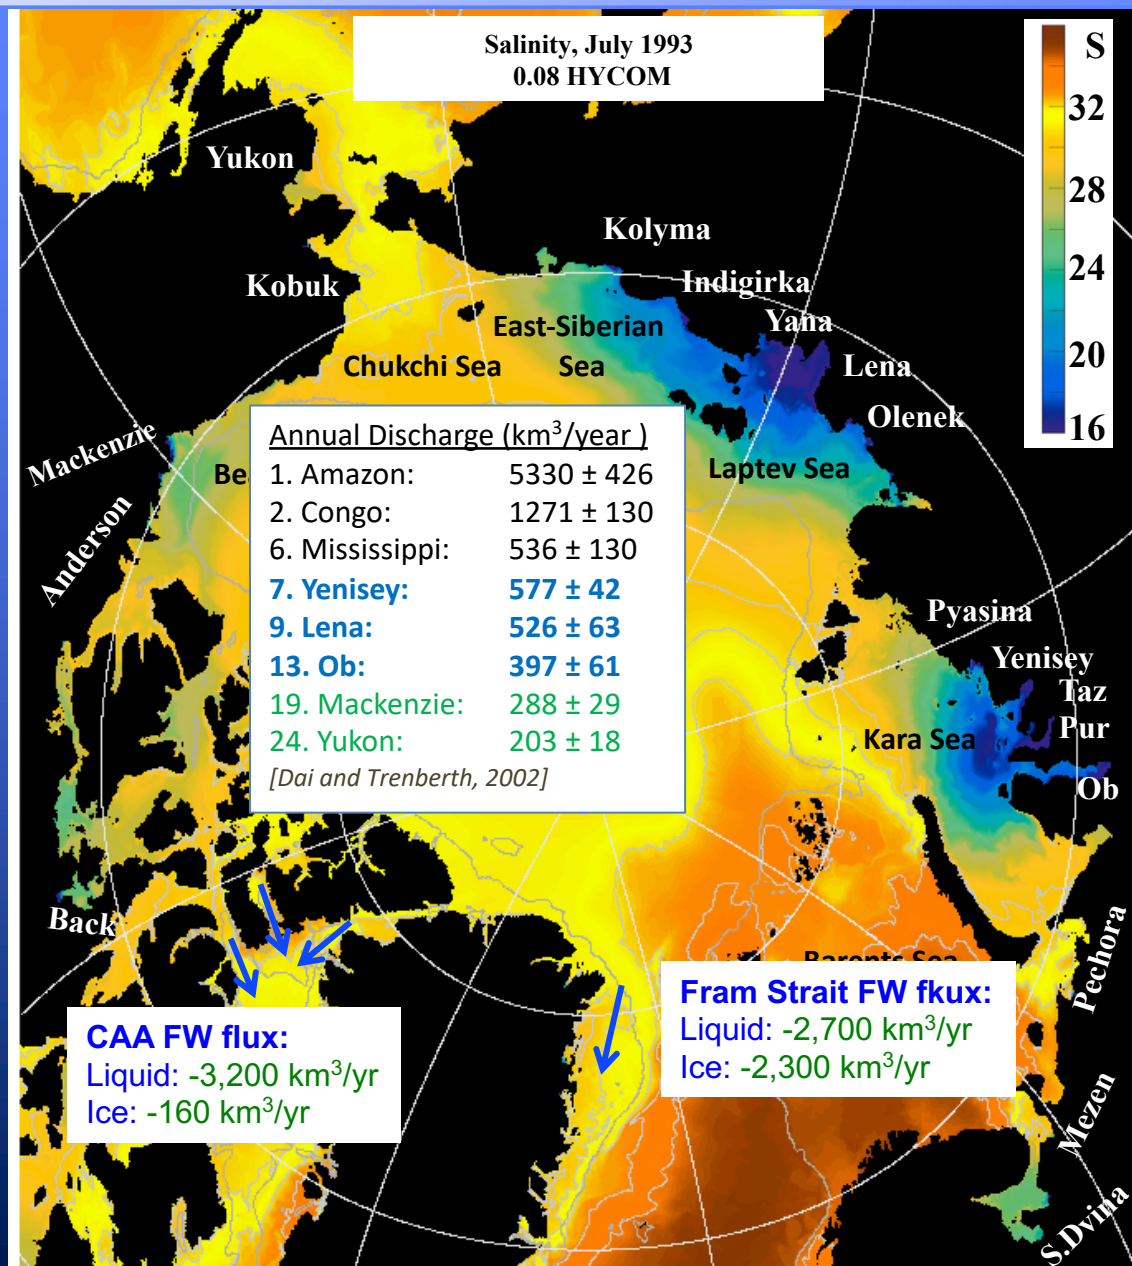 Salinity, July 1993
0.08 HYCOM
S
32
28
24
20
16
Yukon
Kobuk
Kolyma
Indigirka
Yana
Lena
Olenek
East-Siberian
Sea
Chukchi Sea
Laptev Sea
Mackenzie
Anderson
Be
Annual Discharge (km³/year )
1. Amazon: 5330 ± 426
2. Congo: 1271 ± 130
6. Mississippi: 536 ± 130
7. Yenisey: 577 ± 42
9. Lena: 526 ± 63
13. Ob: 397 ± 61
19. Mackenzie: 288 ± 29
24. Yukon: 203 ± 18
[Dai and Trenberth, 2002]
Pyasina
Yenisey
Taz
Pur
Kara Sea
Ob
Back
Pechora
Barents Sea
Fram Strait FW fkux:
Liquid: -2,700 km³/yr
Ice: -2,300 km³/yr
CAA FW flux:
Liquid: -3,200 km³/yr
Ice: -160 km³/yr
Mezen
S.Dvina